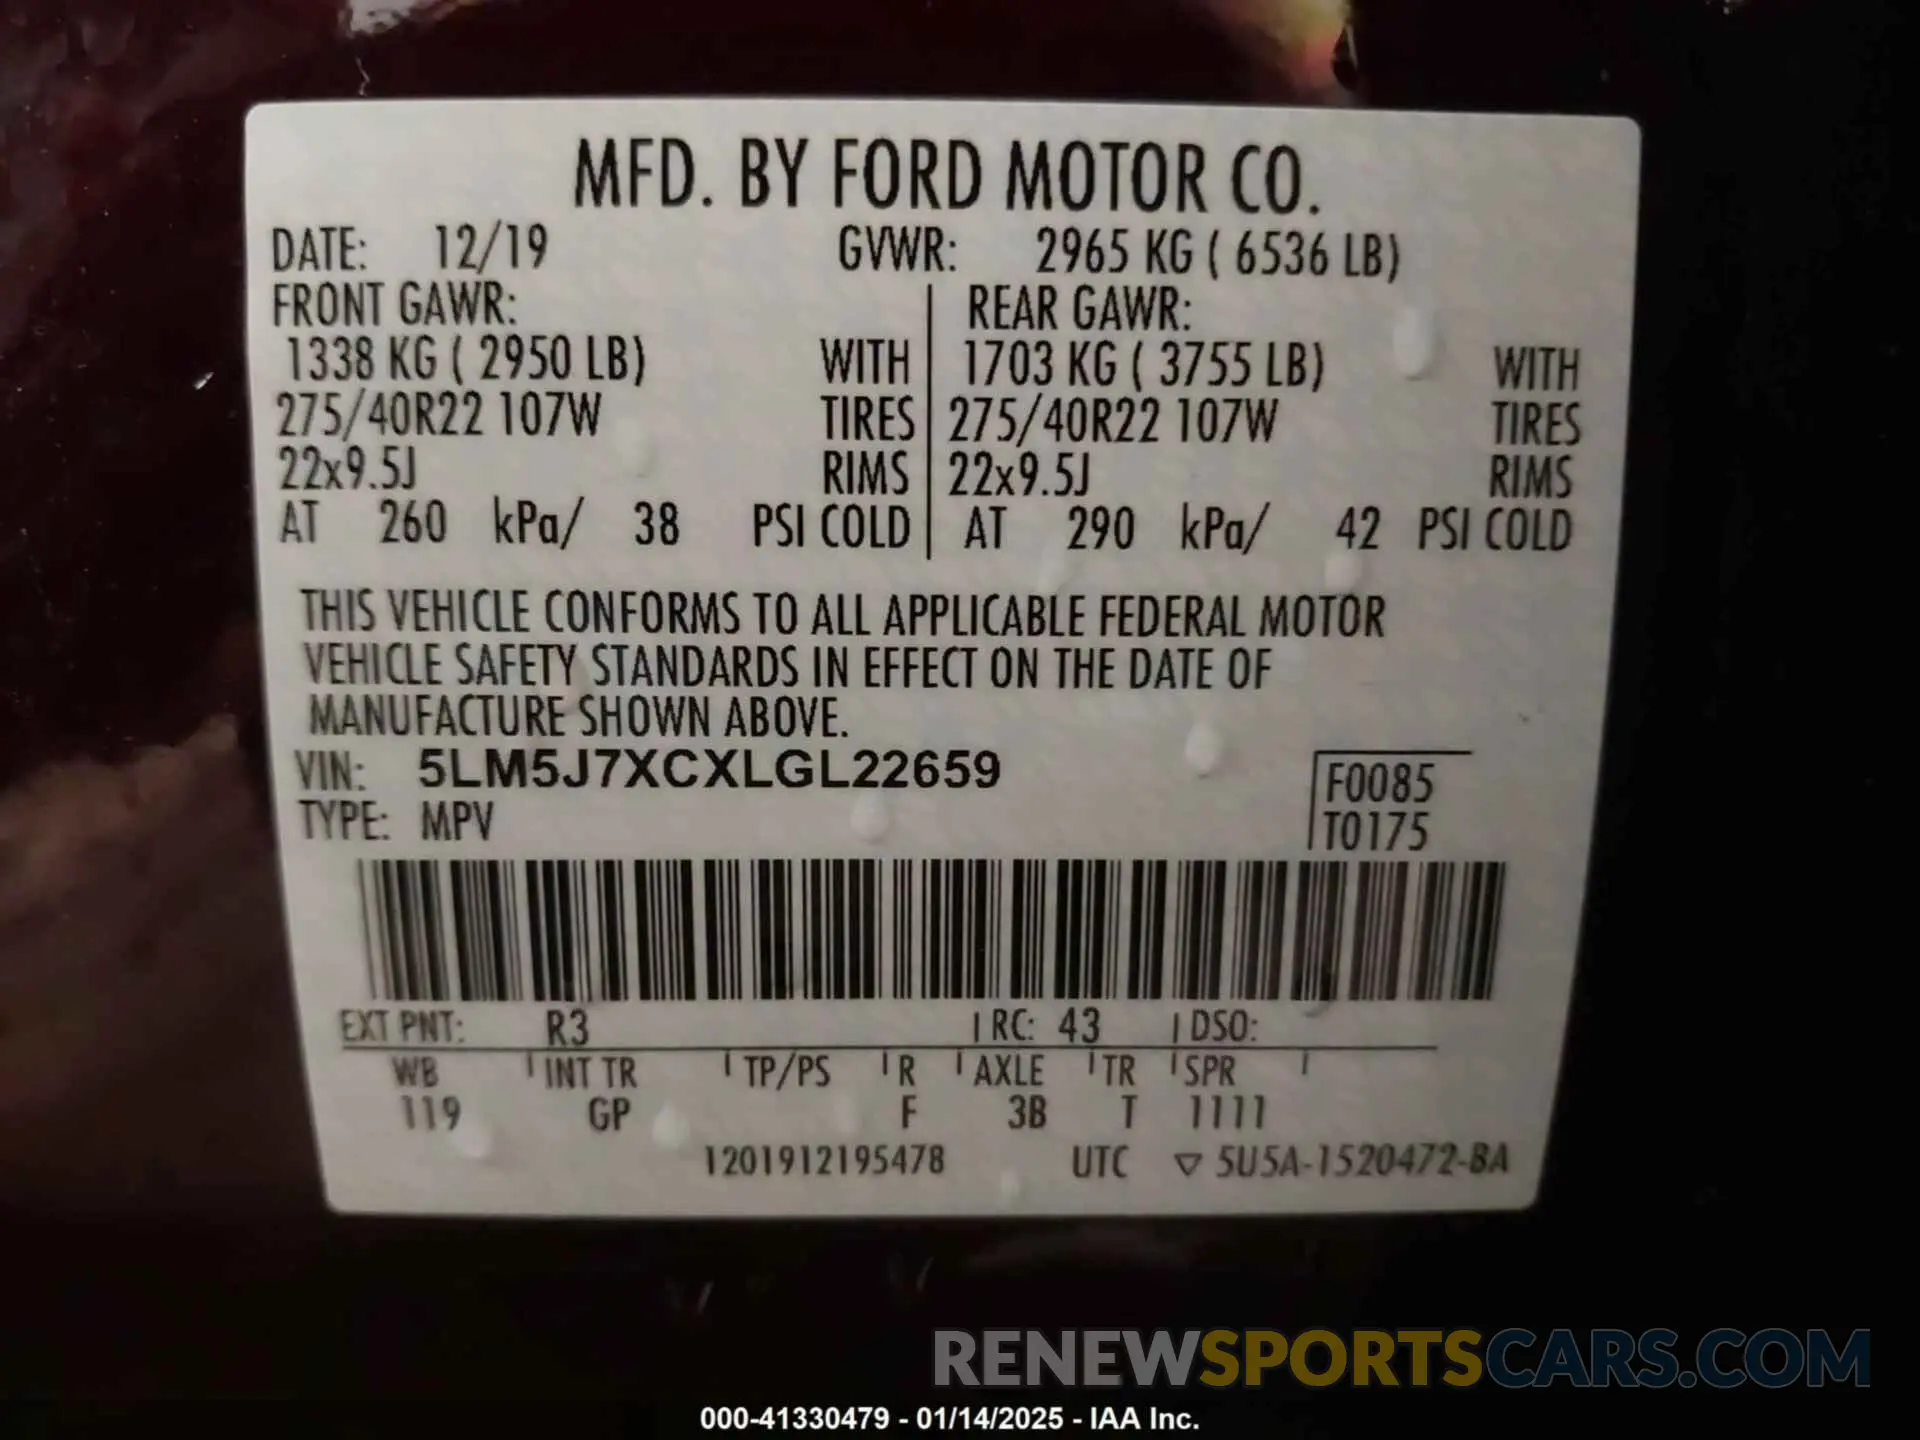 MFD. BY FORD MOTOR CO.
DATE: 12/19 GVWR: 2965 KG ( 6536 LB)
FRONT GAWR: REAR GAWR:
1338 KG ( 2950 LB) WITH 1703 KG ( 3755 LB) WITH
275/40R22 107W TIRES 275/40R22 107W TIRES
22x9.5J RIMS 22x9.5J RIMS
AT 260 kPa/ 38 PSI COLD AT 290 kPa/ 42 PSI COLD
THIS VEHICLE CONFORMS TO ALL APPLICABLE FEDERAL MOTOR
VEHICLE SAFETY STANDARDS IN EFFECT ON THE DATE OF
MANUFACTURE SHOWN ABOVE.
VIN: 5LM5J7XCXLGL22659 F0085
TYPE: MPV T0175
EXT PNT: R3 RC: 43 DSO:
WB INT TR TP/PS R AXLE TR SPR
119 GP F 3B T 1111
1201912195478 UTC ▽ 5U5A-1520472-BA
RENEWSPORTSCARS.COM
000-41330479 - 01/14/2025 - IAA Inc.